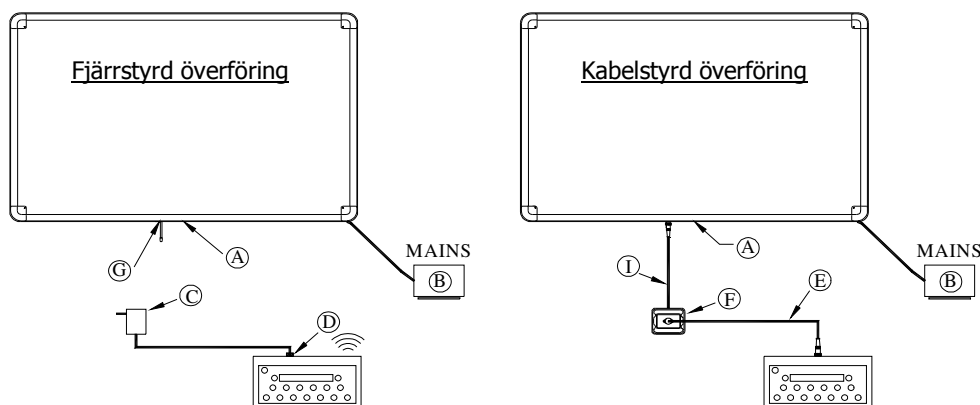 Fjärrstyrd överföring
Kabelstyrd överföring
G
A
MAINS
B
C
D
A
MAINS
B
I
F
E